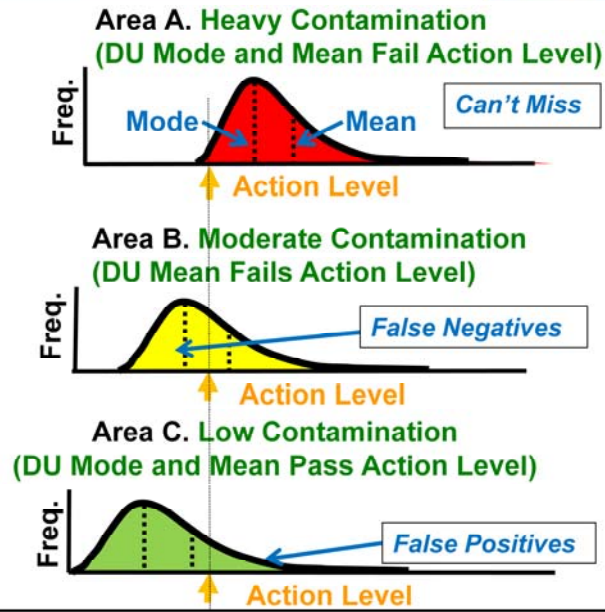 Area A. Heavy Contamination
(DU Mode and Mean Fail Action Level)
Freq.
Mode
Mean
Can't Miss
Action Level
Area B. Moderate Contamination
(DU Mean Fails Action Level)
Freq.
False Negatives
Action Level
Area C. Low Contamination
(DU Mode and Mean Pass Action Level)
Freq.
False Positives
Action Level